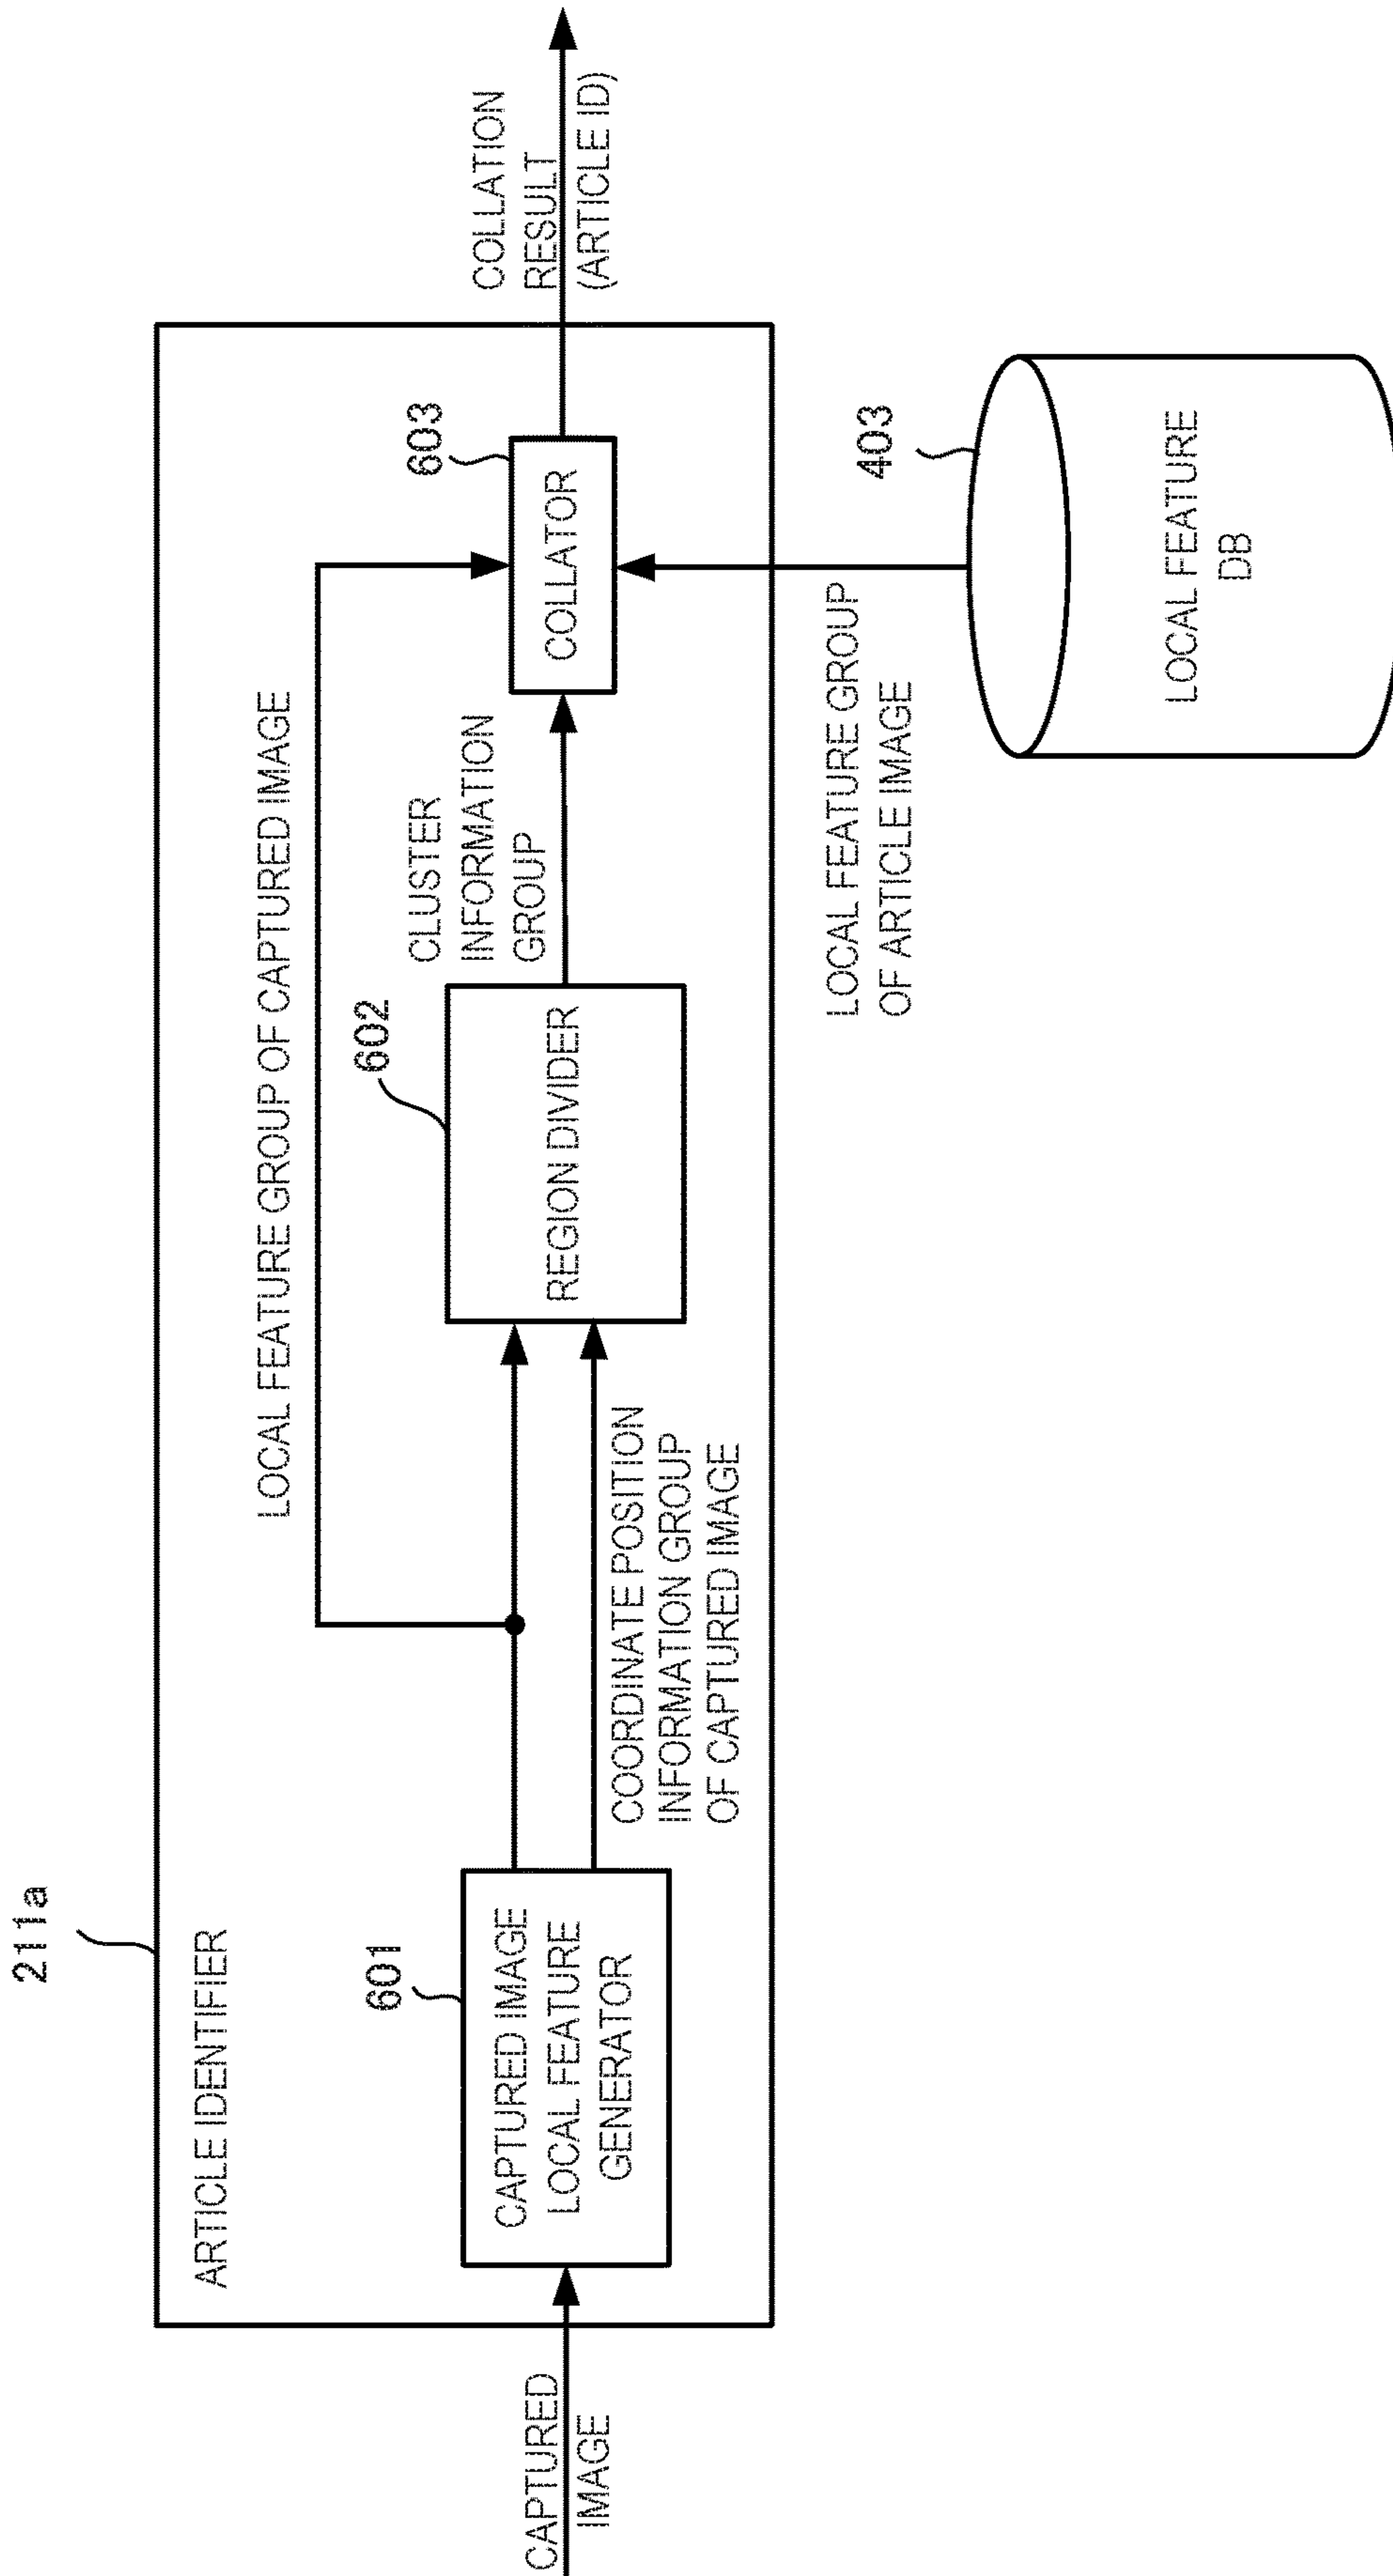 211a
ARTICLE IDENTIFIER
CAPTURED
IMAGE
601
CAPTURED IMAGE
LOCAL FEATURE
GENERATOR
LOCAL FEATURE GROUP OF CAPTURED IMAGE
COORDINATE POSITION
INFORMATION GROUP
OF CAPTURED IMAGE
602
REGION DIVIDER
CLUSTER
INFORMATION
GROUP
603
COLLATOR
COLLATION
RESULT
(ARTICLE ID)
LOCAL FEATURE GROUP
OF ARTICLE IMAGE
403
LOCAL FEATURE
DB